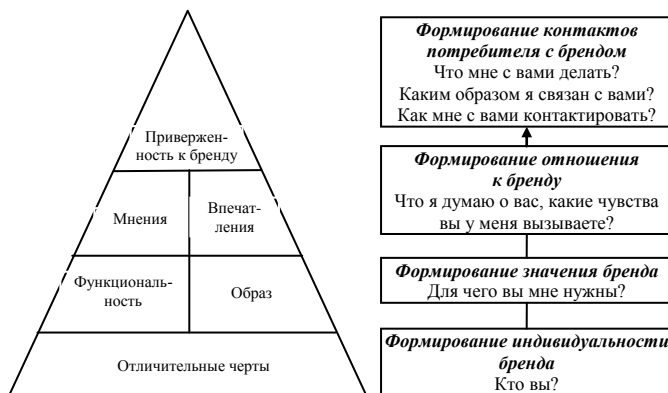 Привержен-
ность к бренду
Мнения
Впечат-
ления
Функциональ-
ность
Образ
Отличительные черты
Формирование контактов
потребителя с брендом
Что мне с вами делать?
Каким образом я связан с вами?
Как мне с вами контактировать?
Формирование отношения
к бренду
Что я думаю о вас, какие чувства
вы у меня вызываете?
Формирование значения бренда
Для чего вы мне нужны?
Формирование индивидуальности
бренда
Кто вы?